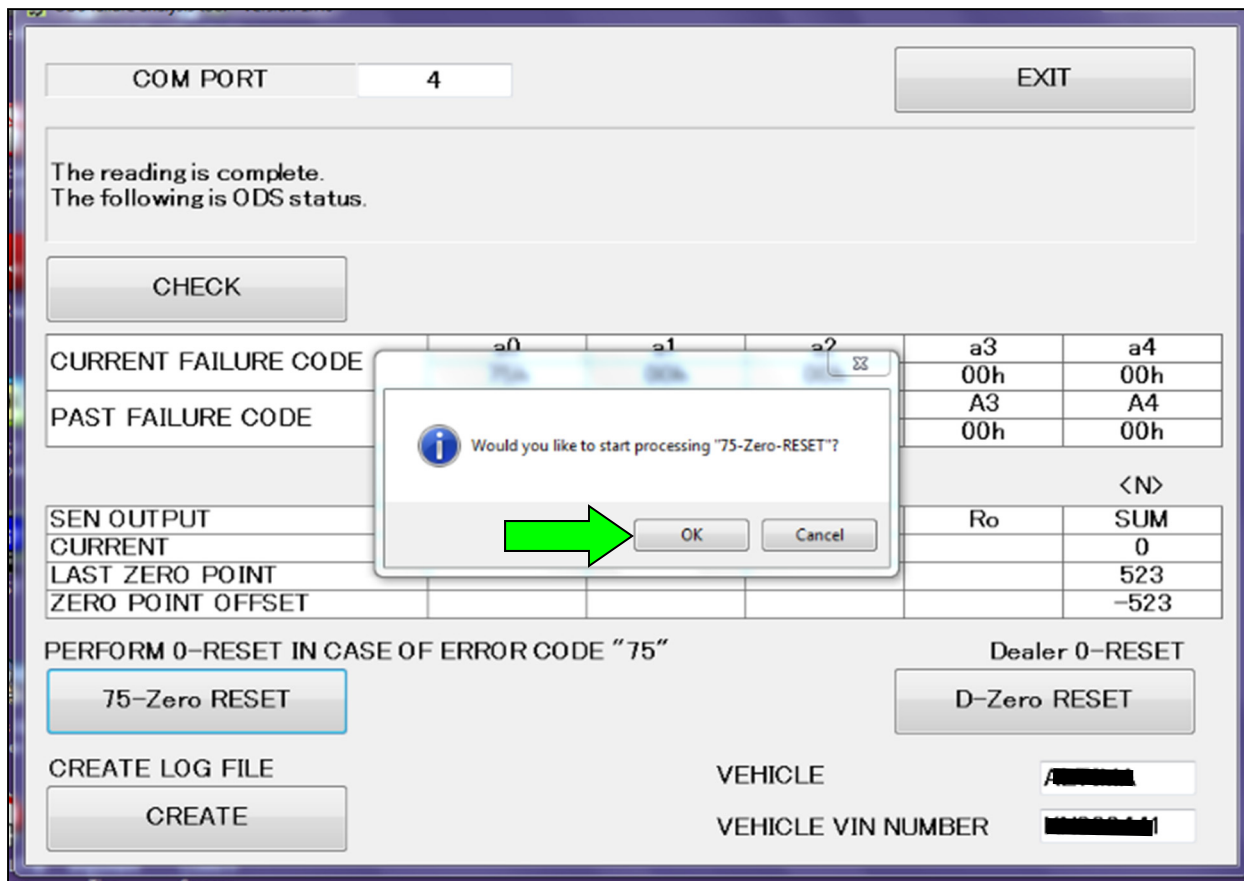 COM PORT 4 EXIT
The reading is complete.
The following is ODS status.
CHECK
CURRENT FAILURE CODE a0 a1 a2 a3 a4
00h 00h
PAST FAILURE CODE A3 A4
00h 00h
Would you like to start processing "75-Zero-RESET"?
OK Cancel
<N>
SEN OUTPUT Ro SUM
CURRENT 0
LAST ZERO POINT 523
ZERO POINT OFFSET -523
PERFORM 0-RESET IN CASE OF ERROR CODE "75" Dealer 0-RESET
75-Zero RESET D-Zero RESET
CREATE LOG FILE
CREATE
VEHICLE
VEHICLE VIN NUMBER